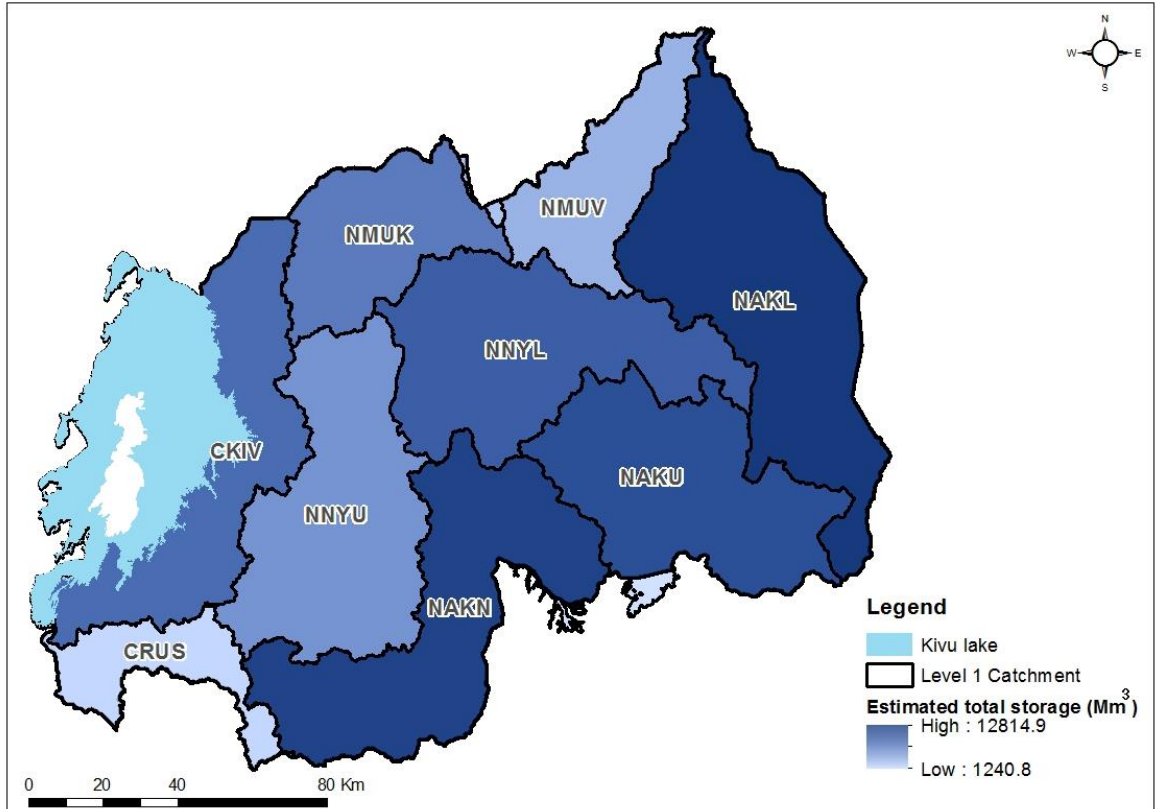 N
W E
S
NMUV
NMUK
NAKL
NNYL
CKIV
NAKU
NNYU
NAKN
CRUS
Legend
Kivu lake
Level 1 Catchment
Estimated total storage (Mm³)
High : 12814.9
Low : 1240.8
0 20 40 80 Km